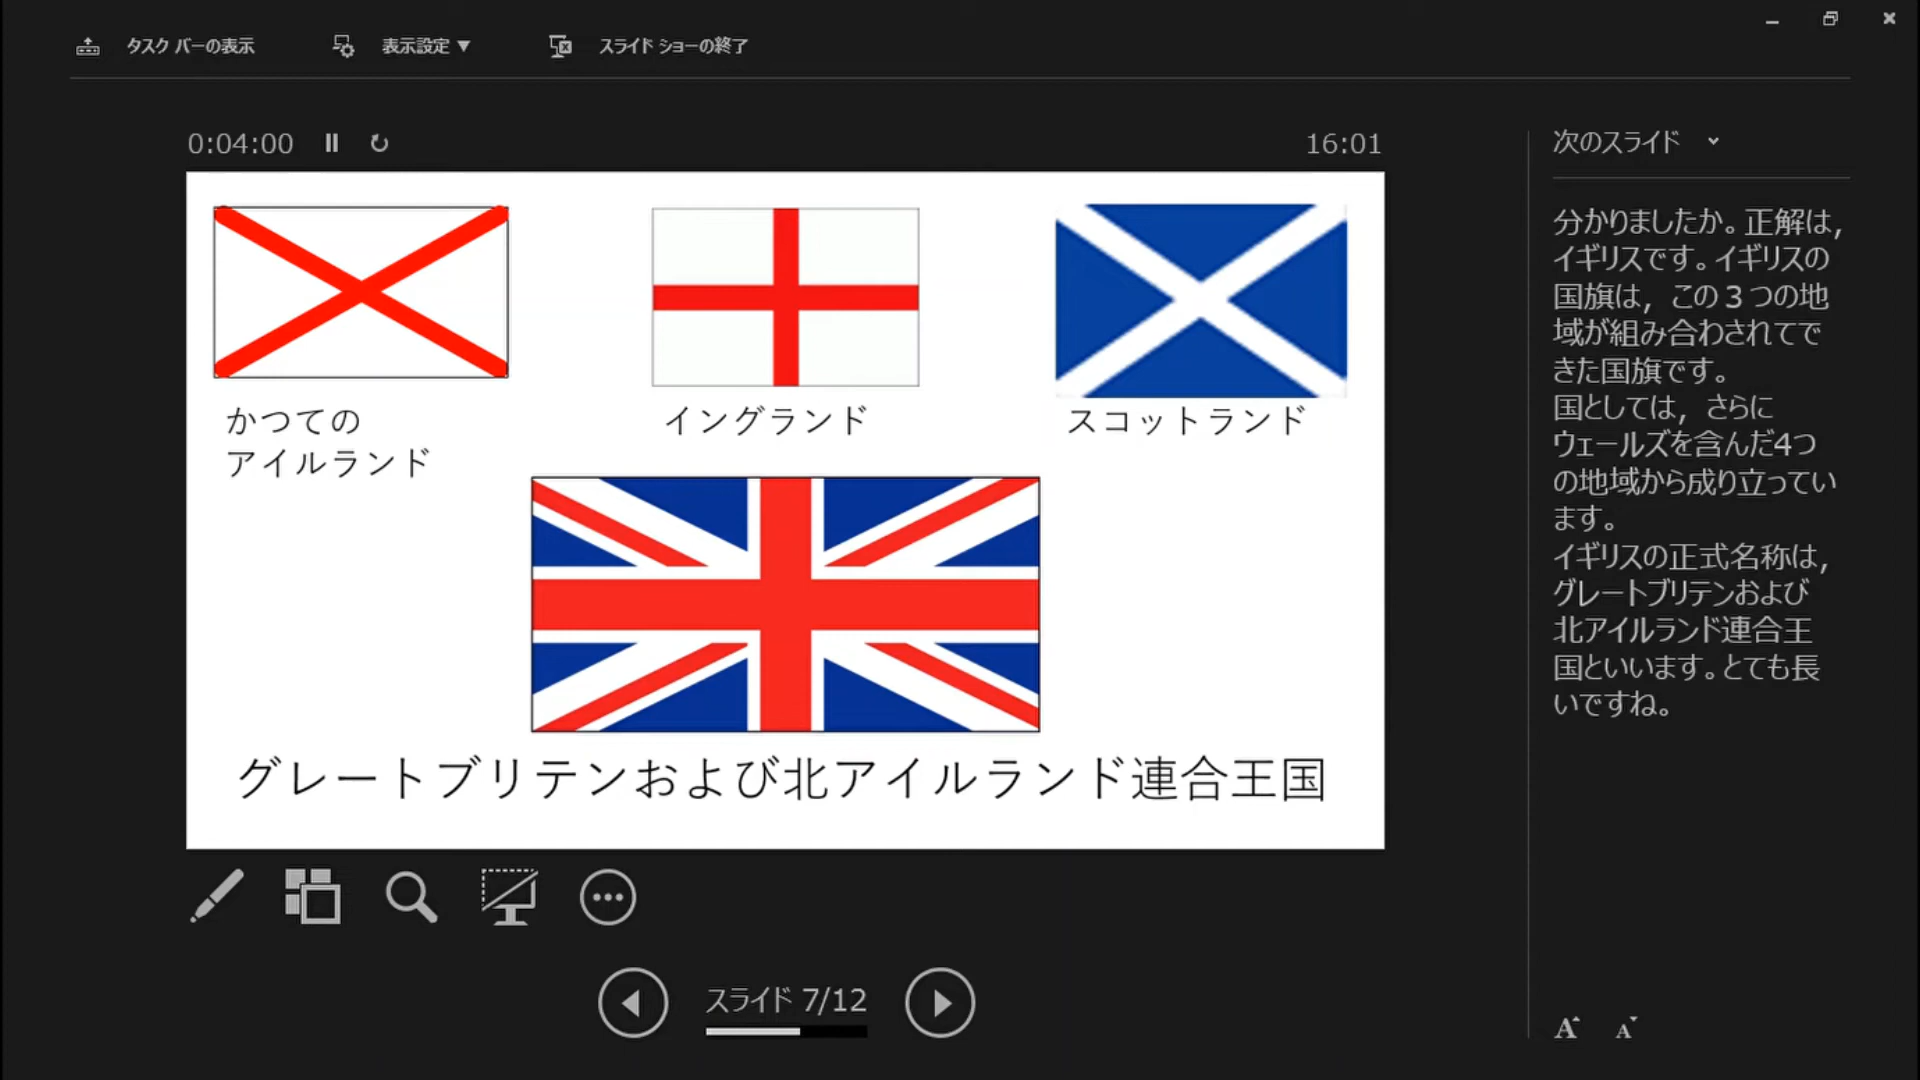 タスク バーの表示
表示設定 ▼
スライド ショーの終了
0:04:00
16:01
かつての
アイルランド
イングランド
スコットランド
グレートブリテンおよび北アイルランド連合王国
スライド 7/12
次のスライド
分かりましたか。正解は，
イギリスです。イギリスの
国旗は，この３つの地
域が組み合わされてで
きた国旗です。
国としては，さらに
ウェールズを含んだ4つ
の地域から成り立ってい
ます。
イギリスの正式名称は，
グレートブリテンおよび
北アイルランド連合王
国といいます。とても長
いですね。
A A